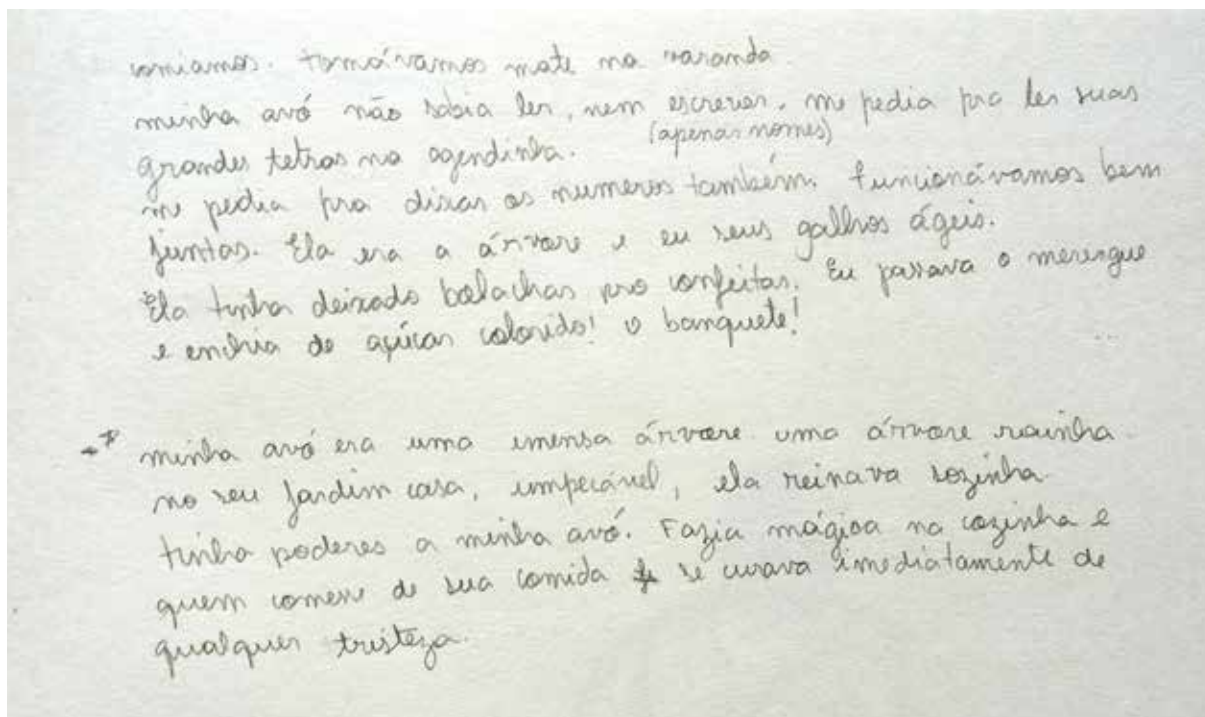 comiamos. tomávamos mate na varanda.
minha avó não sabia ler, nem escrever. me pedia pra ler suas
grandes letras na agendinha. (apenas nomes)
me pedia pra discar os numeros também. funcionávamos bem
juntas. Ela era a árvore e eu seus galhos ágeis.
Ela tinha deixado bolachas pro confeitar. Eu passava o merengue
e enchia de açúcar colorido! o banquete!
minha avó era uma imensa árvore uma árvore rainha
no seu jardim casa, impecável, ela reinava sozinha
tinha poderes a minha avó. Fazia mágica na cozinha e
quem comesse de sua comida se curava imediatamente de
qualquer tristeza.